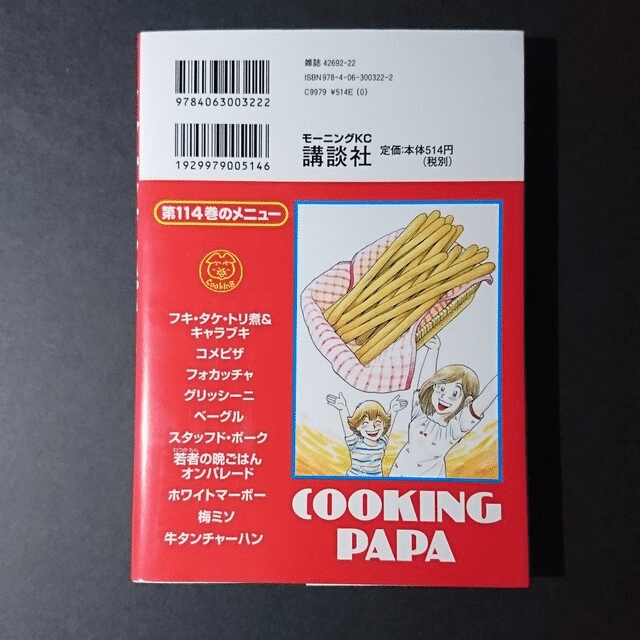 雑誌 42692-22
ISBN978-4-06-300322-2
C9979 ¥514E (0)
9784063003222
1929979005146
モーニングKC
講談社
定価:本体514円
(税別)
第114巻のメニュー
Cooking
フキ・タケ・トリ煮&
キャラブキ
コメピザ
フォカッチャ
グリッシーニ
ベーグル
スタッフド・ポーク
わかもん
若者の晩ごはん
オンパレード
ホワイトマーボー
梅ミソ
牛タンチャーハン
COOKING
PAPA